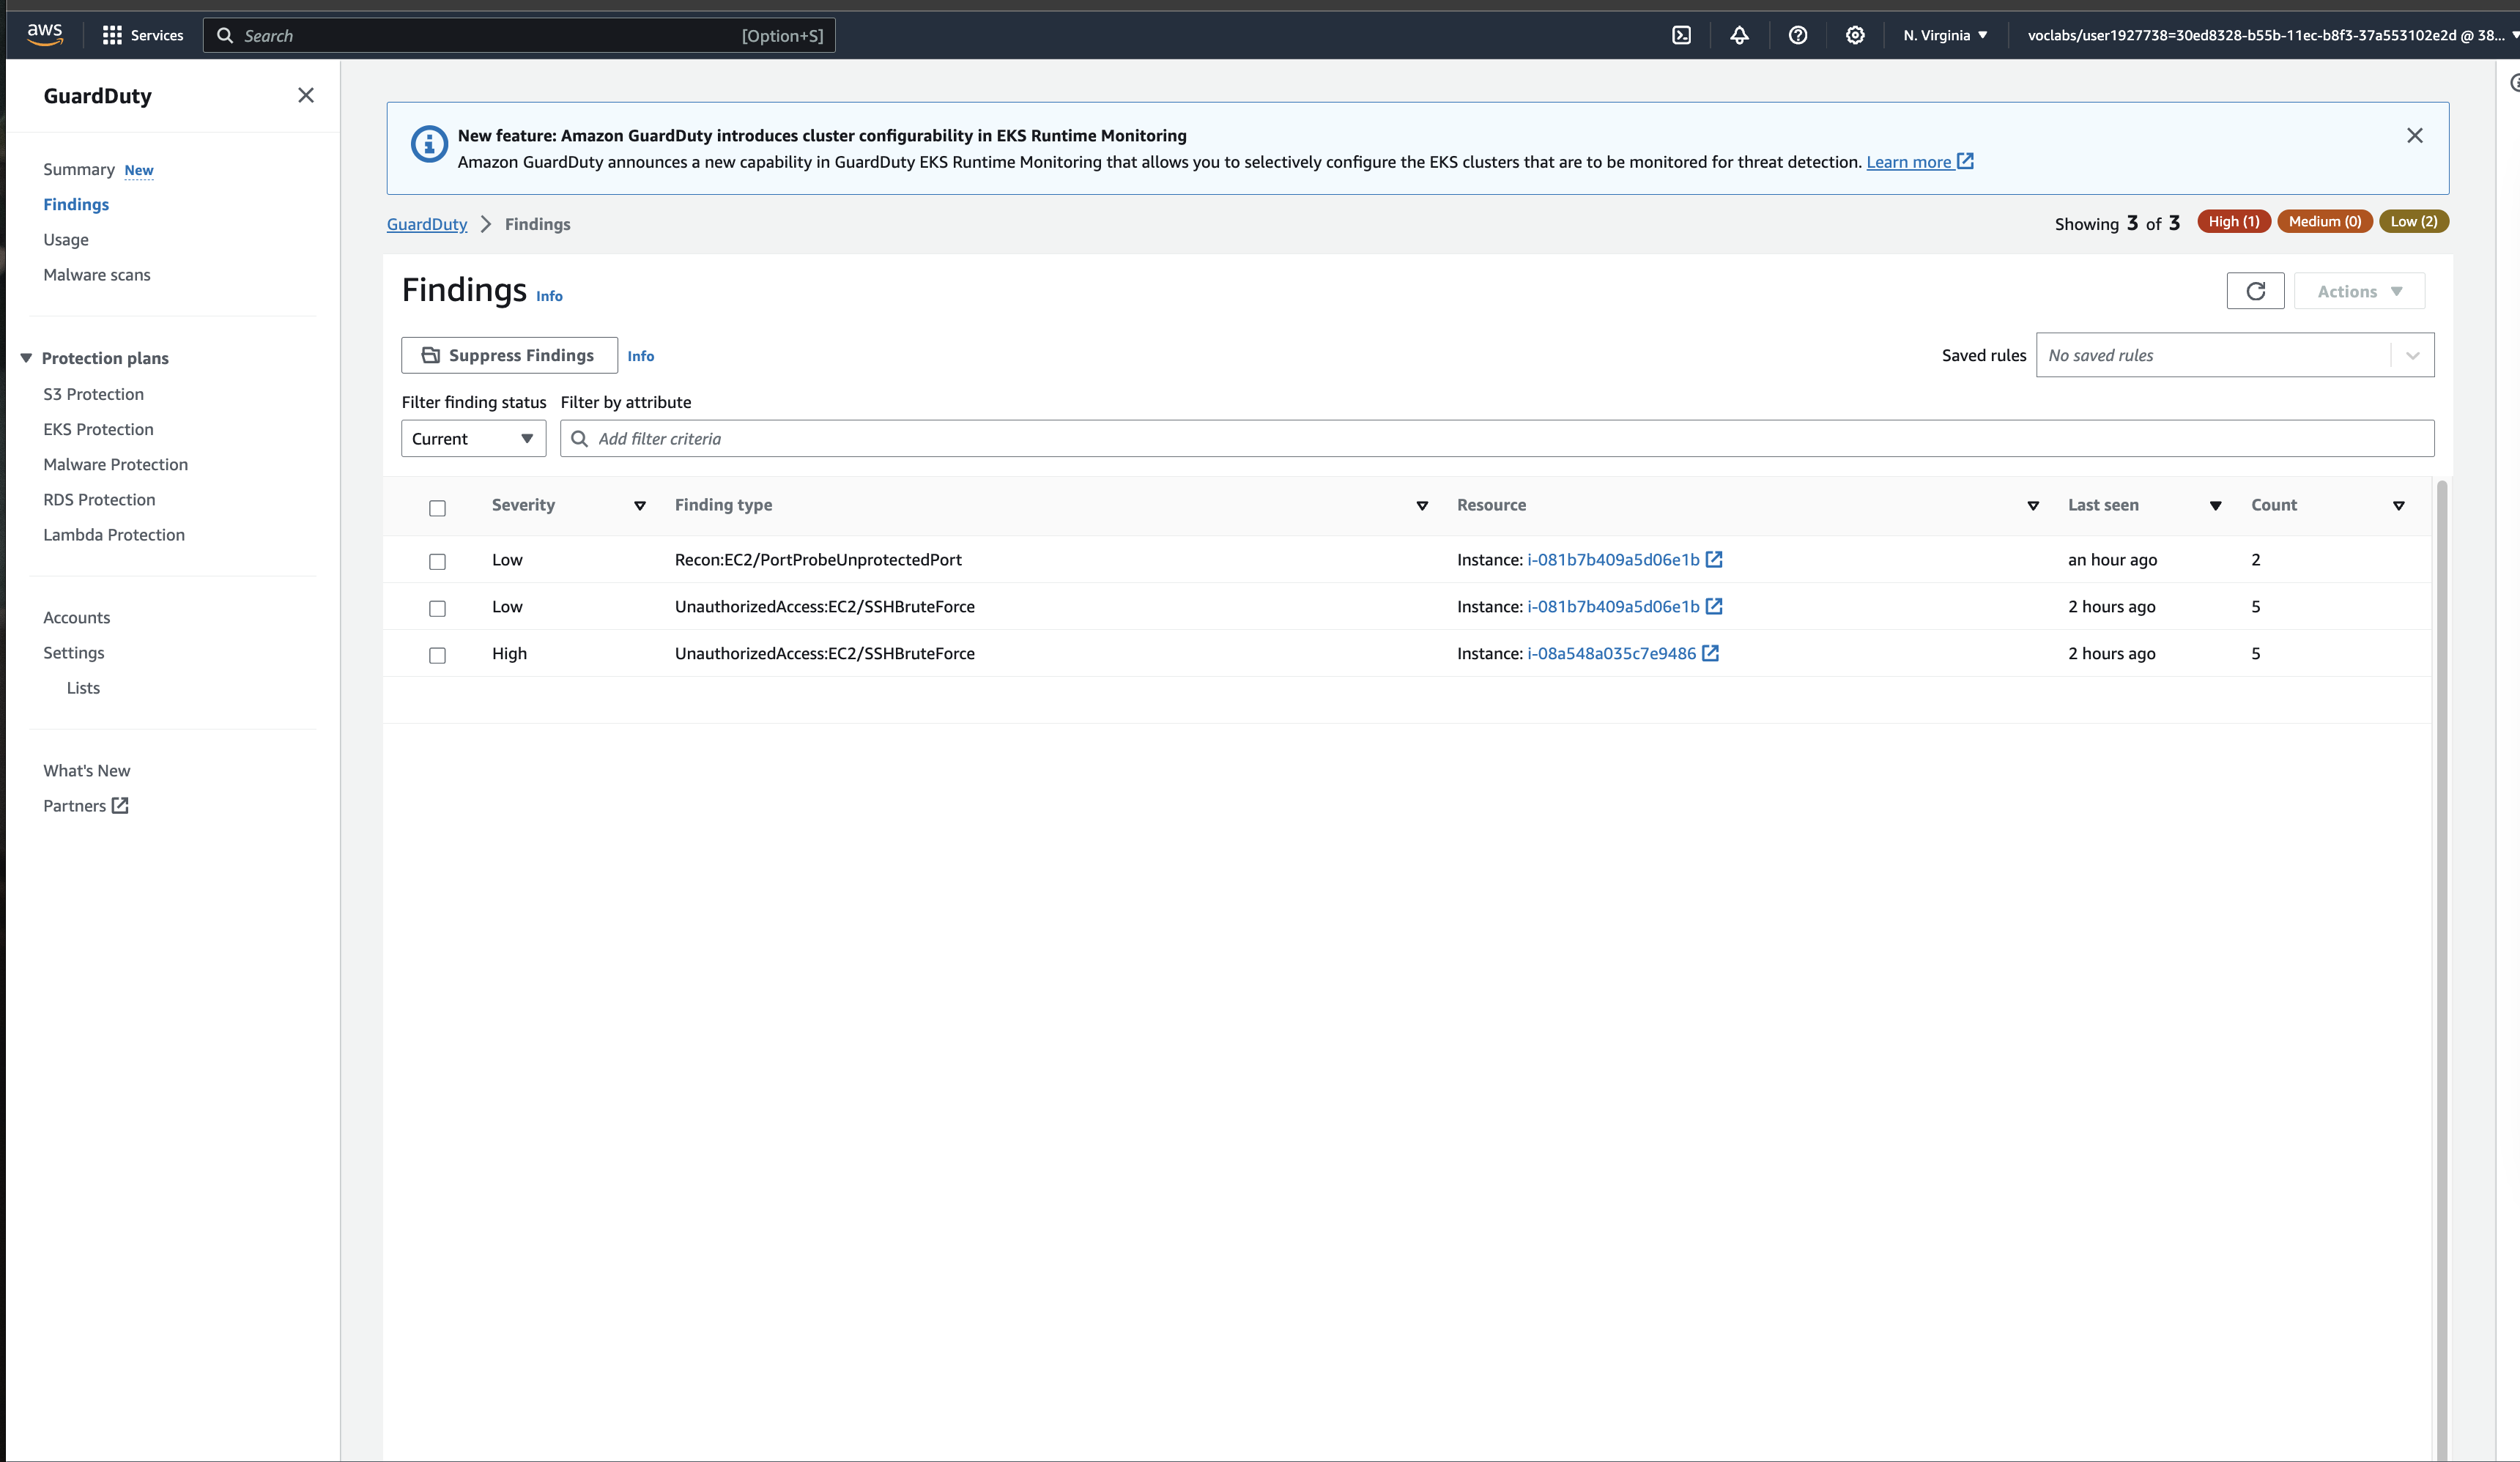 aws
Services
Search [Option+S]
N. Virginia
voclabs/user1927738=30ed8328-b55b-11ec-b8f3-37a553102e2d @ 38...
GuardDuty
Summary New
Findings
Usage
Malware scans
Protection plans
S3 Protection
EKS Protection
Malware Protection
RDS Protection
Lambda Protection
Accounts
Settings
Lists
What's New
Partners
New feature: Amazon GuardDuty introduces cluster configurability in EKS Runtime Monitoring
Amazon GuardDuty announces a new capability in GuardDuty EKS Runtime Monitoring that allows you to selectively configure the EKS clusters that are to be monitored for threat detection. Learn more
GuardDuty Findings
Showing 3 of 3 High (1) Medium (0) Low (2)
Findings Info
Actions
Suppress Findings Info
Saved rules No saved rules
Filter finding status Filter by attribute
Current Add filter criteria
Severity Finding type Resource Last seen Count
Low Recon:EC2/PortProbeUnprotectedPort Instance: i-081b7b409a5d06e1b an hour ago 2
Low UnauthorizedAccess:EC2/SSHBruteForce Instance: i-081b7b409a5d06e1b 2 hours ago 5
High UnauthorizedAccess:EC2/SSHBruteForce Instance: i-08a548a035c7e9486 2 hours ago 5